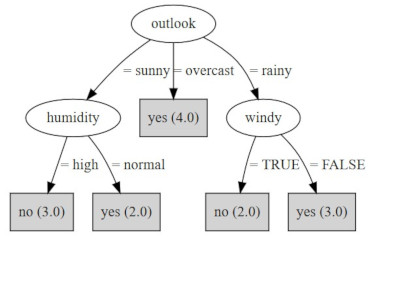 outlook
= sunny = overcast = rainy
humidity yes (4.0) windy
= high = normal = TRUE = FALSE
no (3.0) yes (2.0) no (2.0) yes (3.0)